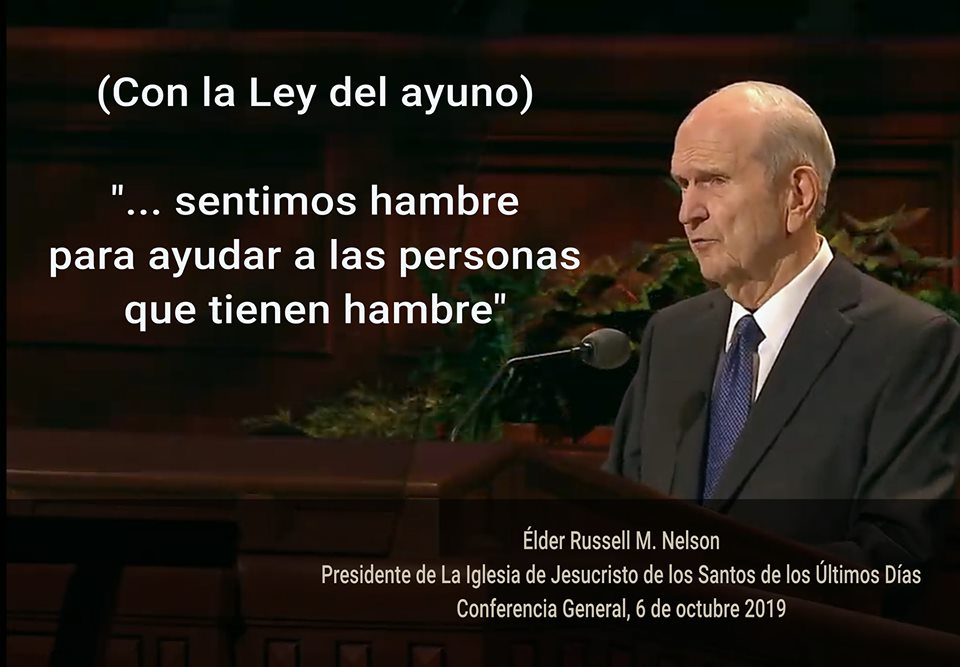 (Con la Ley del ayuno)
"... sentimos hambre
para ayudar a las personas
que tienen hambre"
Élder Russell M. Nelson
Presidente de La Iglesia de Jesucristo de los Santos de los Últimos Días
Conferencia General, 6 de octubre 2019